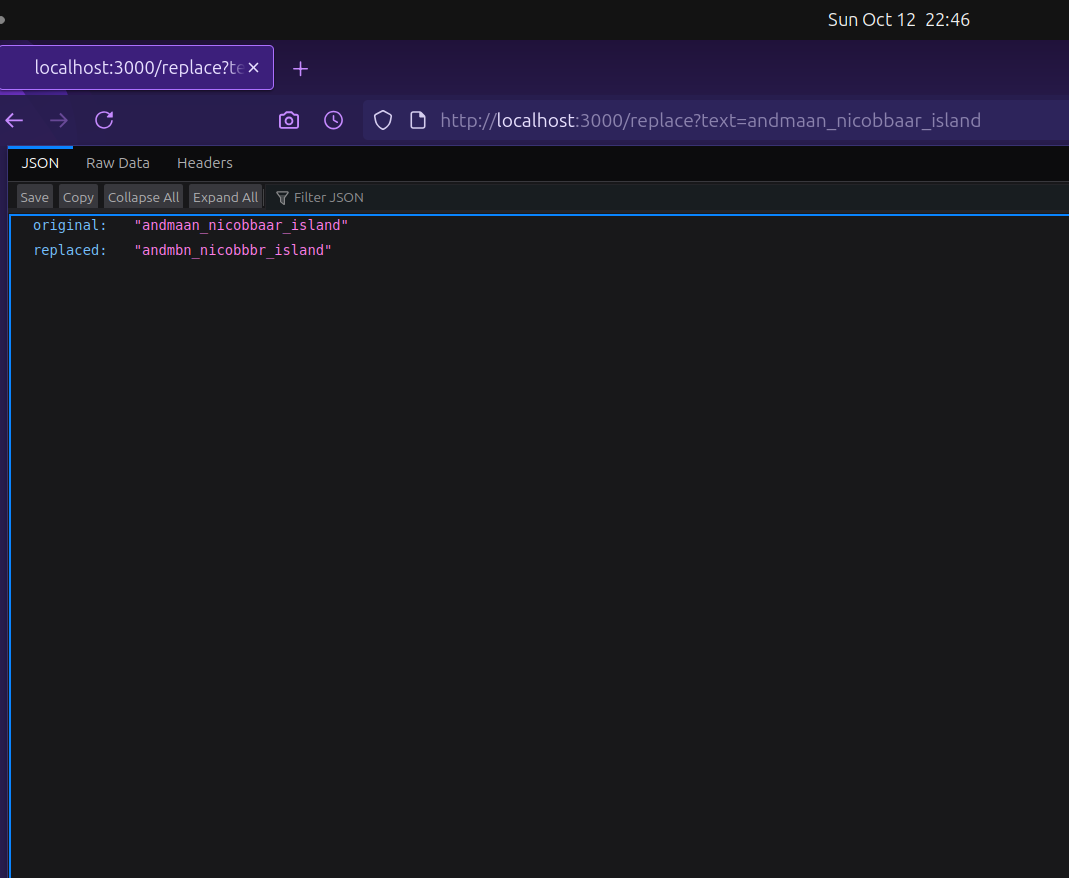 Sun Oct 12 22:46
localhost:3000/replace?te
http://localhost:3000/replace?text=andmaan_nicobbaar_island
JSON Raw Data Headers
Save Copy Collapse All Expand All Filter JSON
original: "andmaan_nicobbaar_island"
replaced: "andmbn_nicobbbr_island"